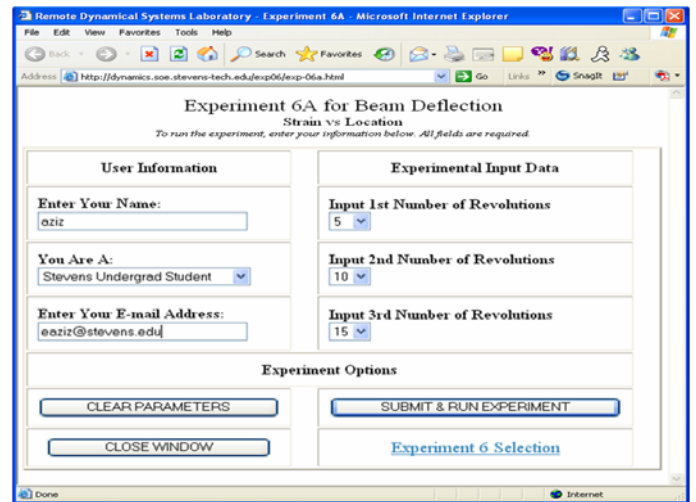 Remote Dynamical Systems Laboratory - Experiment 6A - Microsoft Internet Explorer
File Edit View Favorites Tools Help
Back Search Favorites
Address http://dynamics.soe.stevens-tech.edu/exp06/exp-06a.html Go Links » SnagIt
Experiment 6A for Beam Deflection
Strain vs Location
To run the experiment, enter your information below. All fields are required.
User Information
Experimental Input Data
Enter Your Name:
aziz
Input 1st Number of Revolutions
5
You Are A:
Stevens Undergrad Student
Input 2nd Number of Revolutions
10
Enter Your E-mail Address:
eaziz@stevens.edu
Input 3rd Number of Revolutions
15
Experiment Options
CLEAR PARAMETERS
SUBMIT & RUN EXPERIMENT
CLOSE WINDOW
Experiment 6 Selection
Done Internet